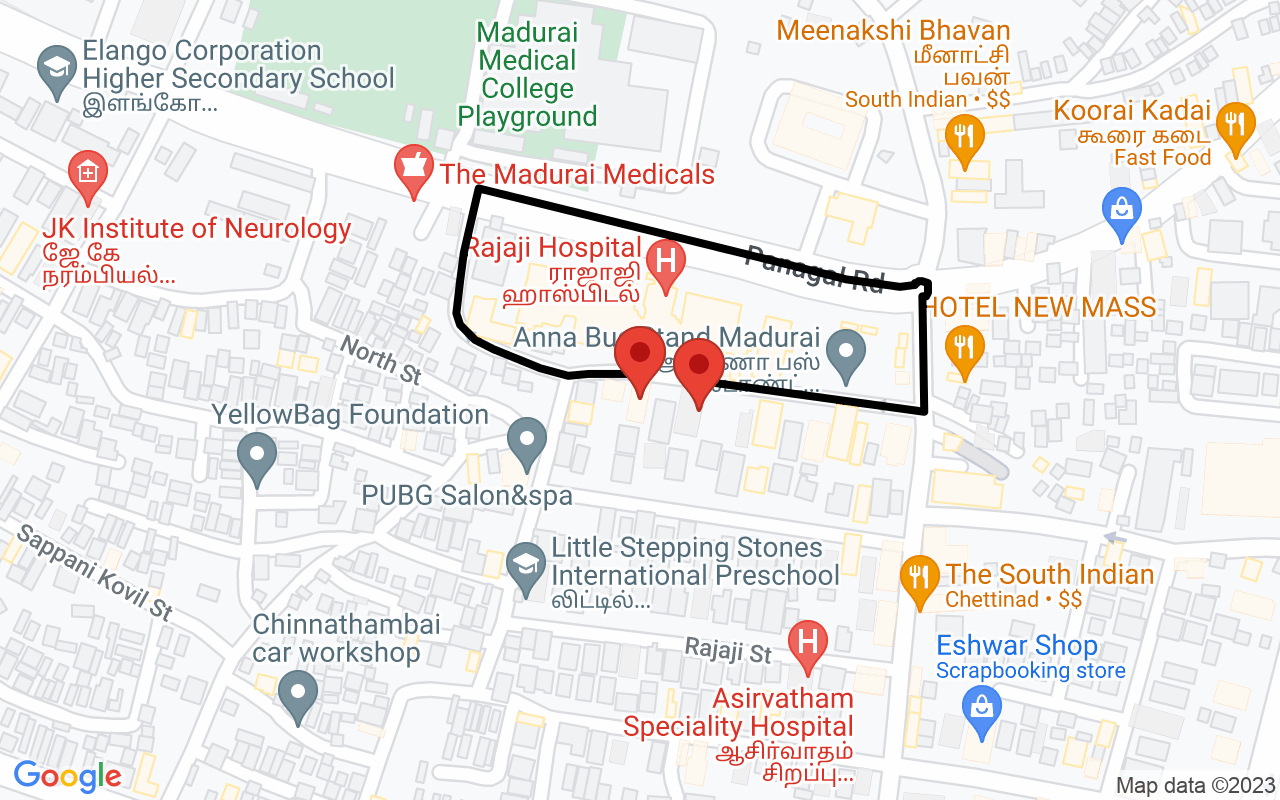 Elango Corporation
Higher Secondary School
இளங்கோ...
Madurai
Medical
College
Playground
Meenakshi Bhavan
மீனாட்சி
பவன்
South Indian • $$
Koorai Kadai
கூரை கடை
Fast Food
The Madurai Medicals
JK Institute of Neurology
ஜே கே
நரம்பியல்...
Rajaji Hospital
ராஜாஜி
ஹாஸ்பிடல்
Panagal Rd
HOTEL NEW MASS
Anna Bus Stand Madurai
பஸ்
North St
YellowBag Foundation
PUBG Salon&spa
Sappani Kovil St
Little Stepping Stones
International Preschool
லிட்டில்...
The South Indian
Chettinad • $$
Chinnathambai
car workshop
Rajaji St
Eshwar Shop
Scrapbooking store
Asirvatham
Speciality Hospital
ஆசிர்வாதம்
சிறப்பு...
Google
Map data ©2023